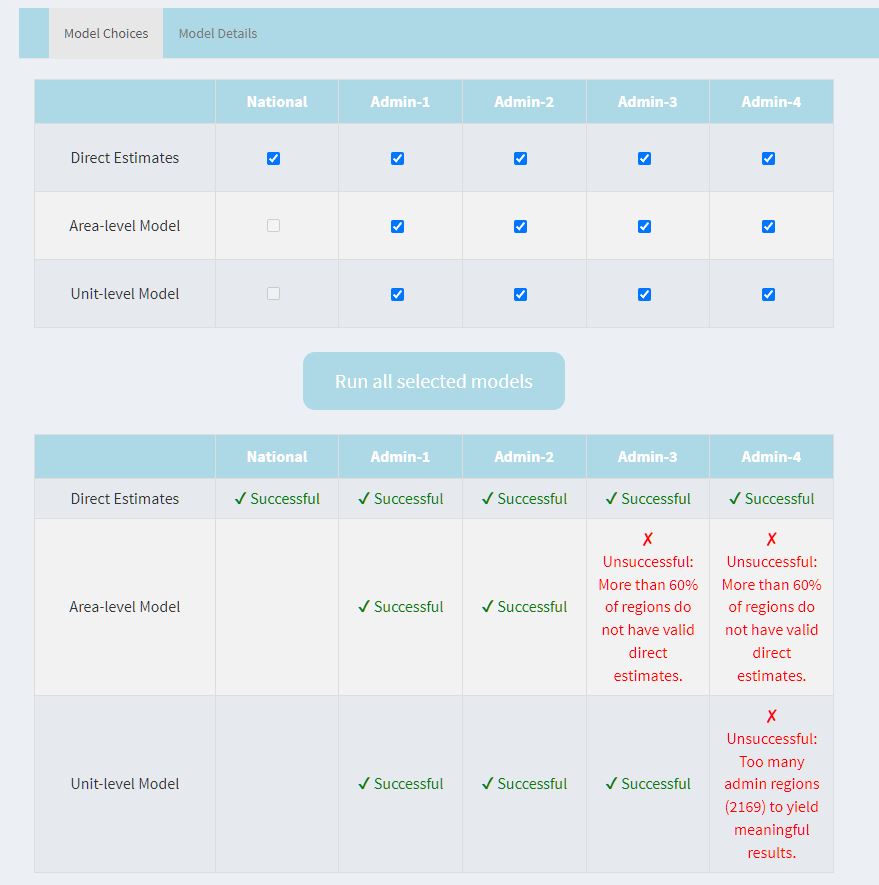 Model Choices Model Details
National Admin-1 Admin-2 Admin-3 Admin-4
Direct Estimates
Area-level Model
Unit-level Model
Run all selected models
National Admin-1 Admin-2 Admin-3 Admin-4
Direct Estimates ✓ Successful ✓ Successful ✓ Successful ✓ Successful ✓ Successful
Area-level Model ✓ Successful ✓ Successful
✗
Unsuccessful:
More than 60%
of regions do
not have valid
direct
estimates.
✗
Unsuccessful:
More than 60%
of regions do
not have valid
direct
estimates.
Unit-level Model ✓ Successful ✓ Successful ✓ Successful
✗
Unsuccessful:
Too many
admin regions
(2169) to yield
meaningful
results.